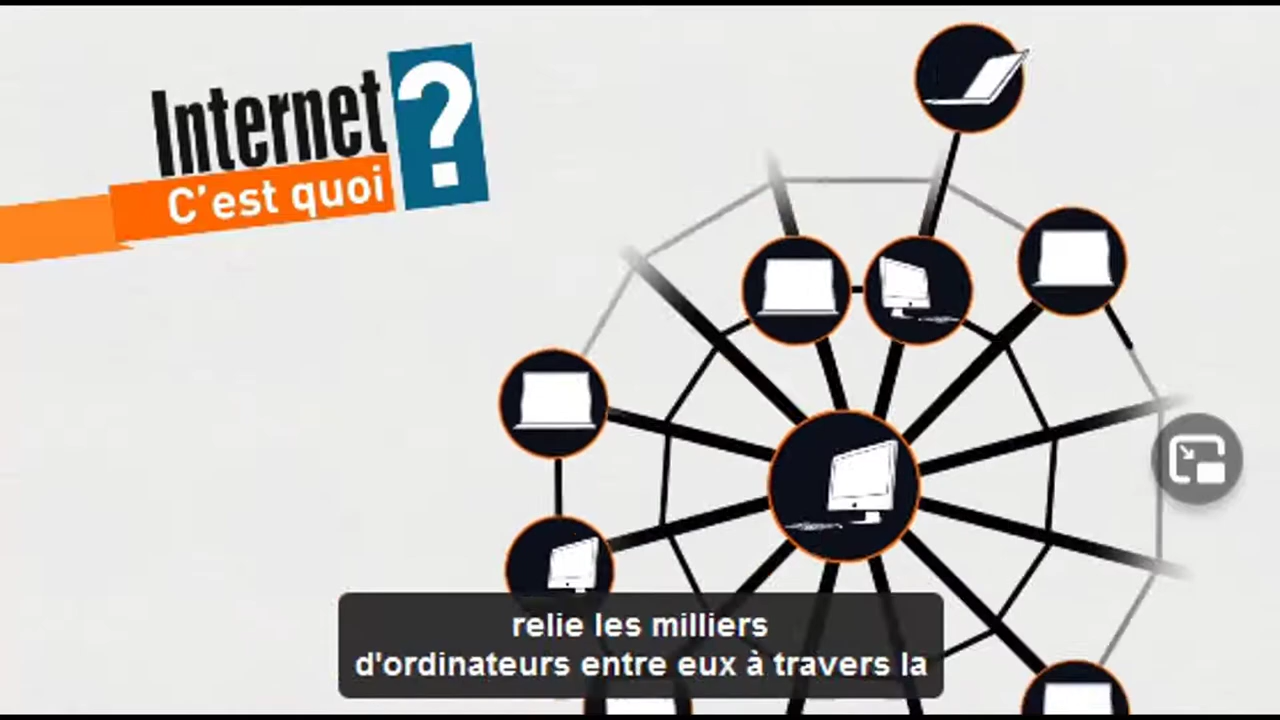 Internet ?
C'est quoi
relie les milliers
d'ordinateurs entre eux à travers la